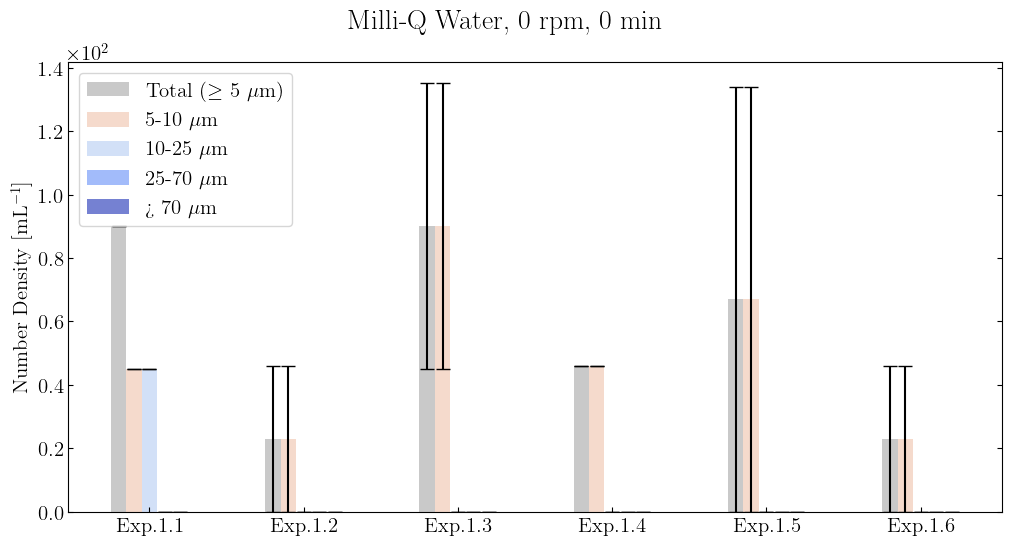 Milli-Q Water, 0 rpm, 0 min
×10²
1.4
1.2
1.0
0.8
0.6
0.4
0.2
0.0
Number Density [mL⁻¹]
Total (≥ 5 μm)
5-10 μm
10-25 μm
25-70 μm
¿ 70 μm
Exp.1.1 Exp.1.2 Exp.1.3 Exp.1.4 Exp.1.5 Exp.1.6